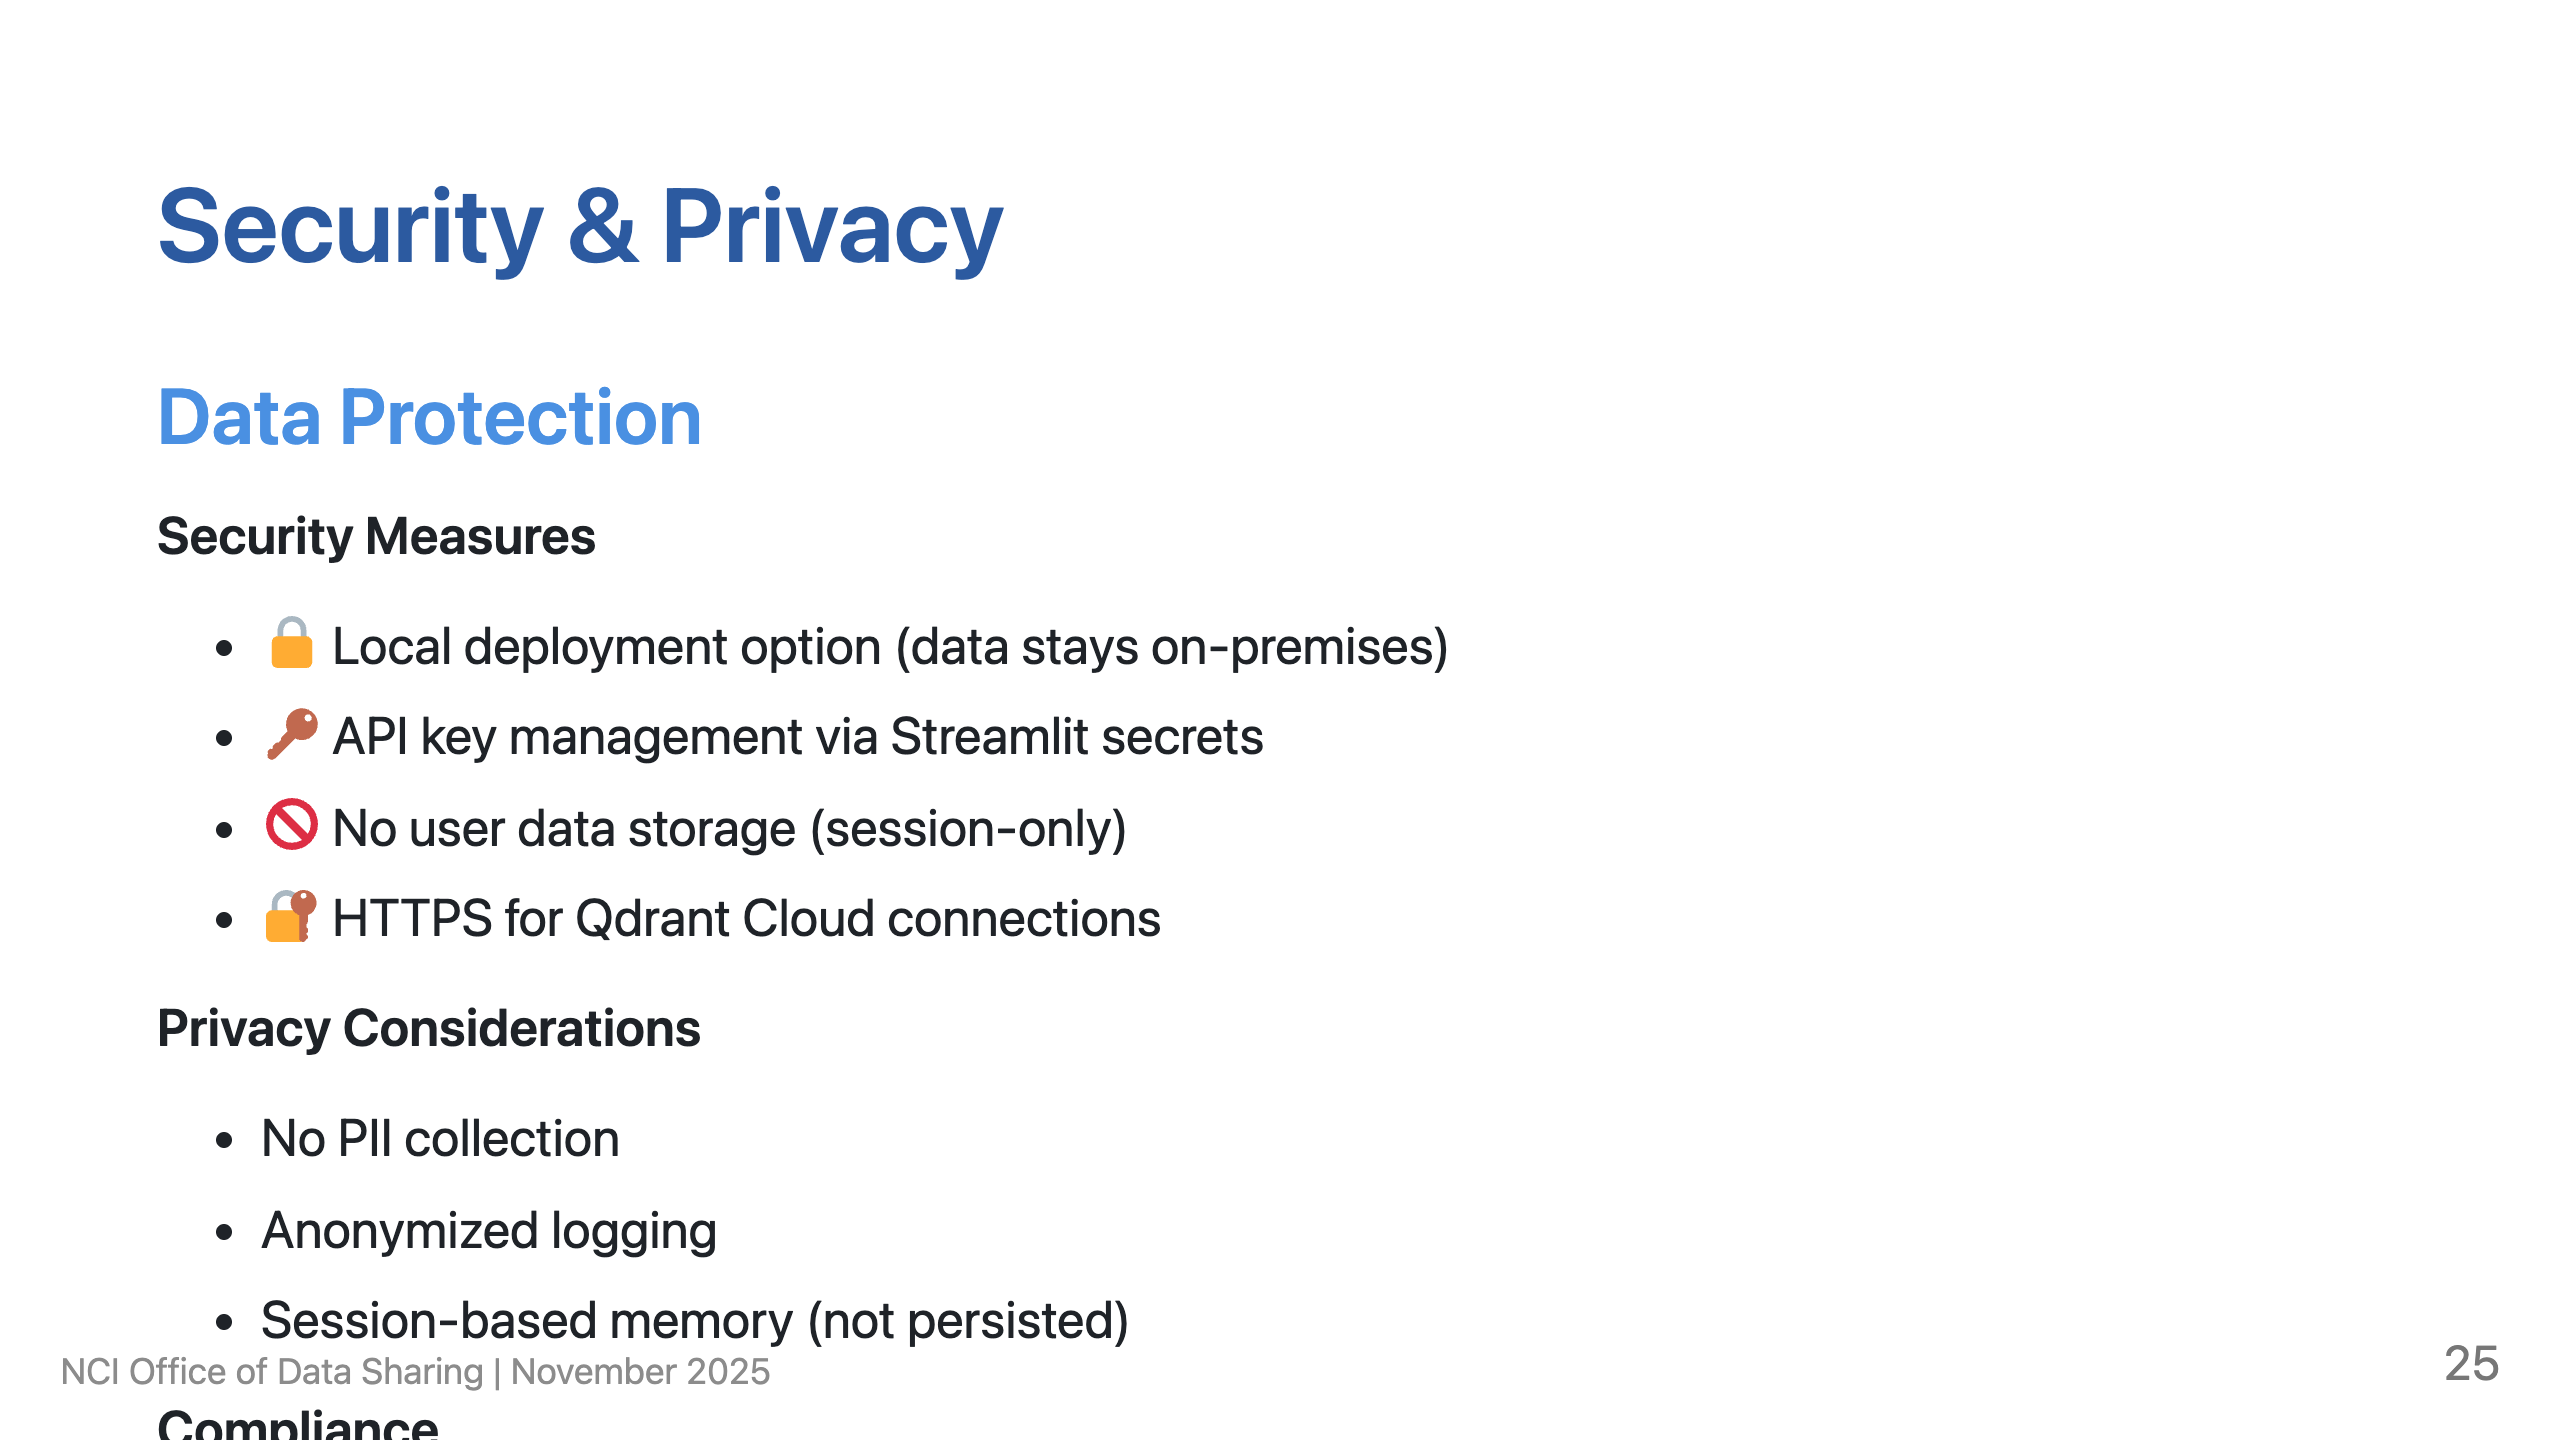 Security & Privacy
Data Protection
Security Measures
• 🔒 Local deployment option (data stays on-premises)
• 🔑 API key management via Streamlit secrets
• 🚫 No user data storage (session-only)
• 🔐 HTTPS for Qdrant Cloud connections
Privacy Considerations
• No PII collection
• Anonymized logging
• Session-based memory (not persisted)
NCI Office of Data Sharing | November 2025
25
Compliance